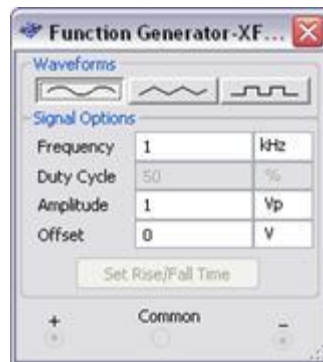 Function Generator-XF...
Waveforms
Signal Options
Frequency 1 kHz
Duty Cycle 50 %
Amplitude 1 Vp
Offset 0 V
Set Rise/Fall Time
+ Common -